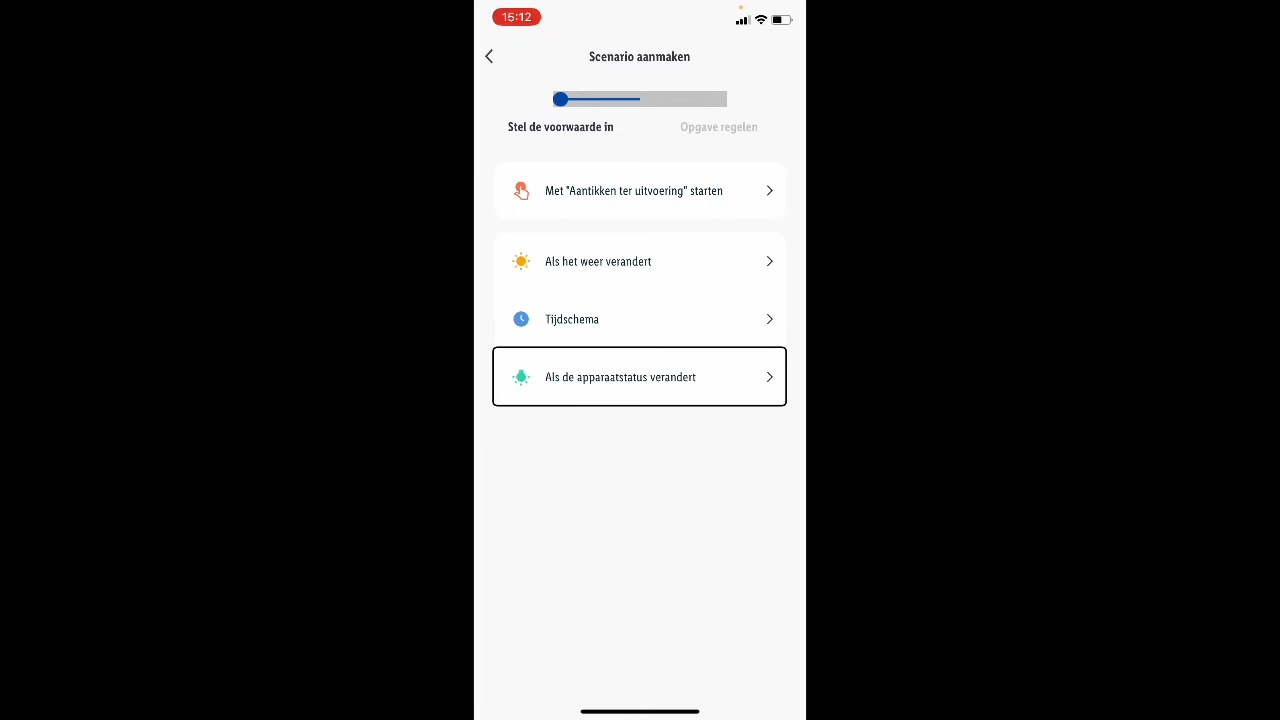 15:12
Scenario aanmaken
Stel de voorwaarde in
Opgave regelen
Met "Aantikken ter uitvoering" starten
Als het weer verandert
Tijdschema
Als de apparaatstatus verandert